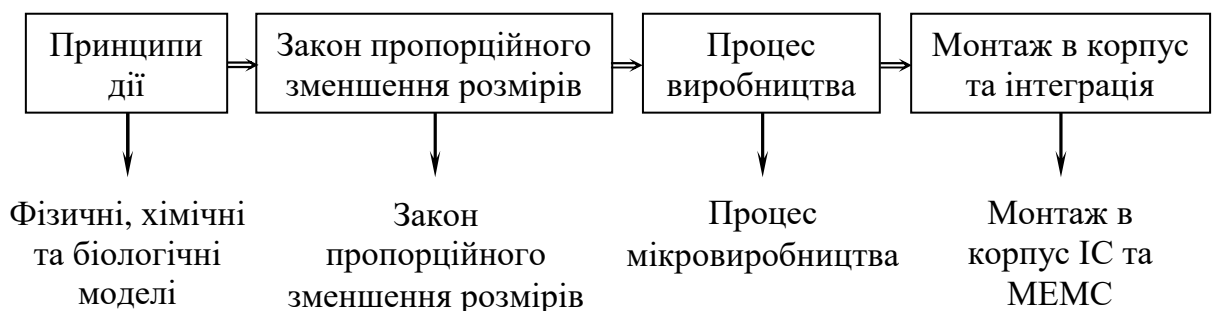 Принципи
дії
Закон пропорційного
зменшення розмірів
Процес
виробництва
Монтаж в корпус
та інтеграція
Фізичні, хімічні
та біологічні
моделі
Закон
пропорційного
зменшення розмірів
Процес
мікровиробництва
Монтаж в
корпус ІС та
МЕМС